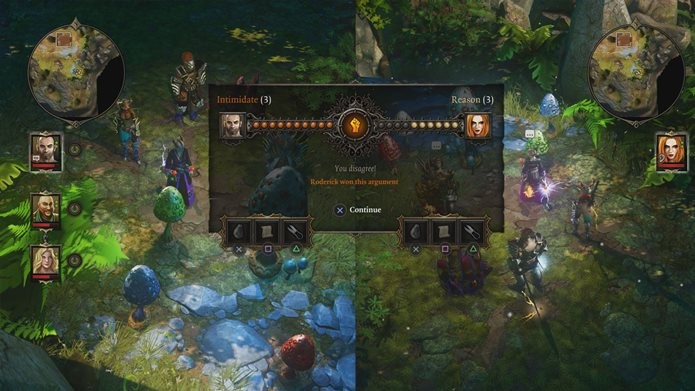 Intimidate (3)
Reason (3)
You disagree!
Roderick won this argument
Continue